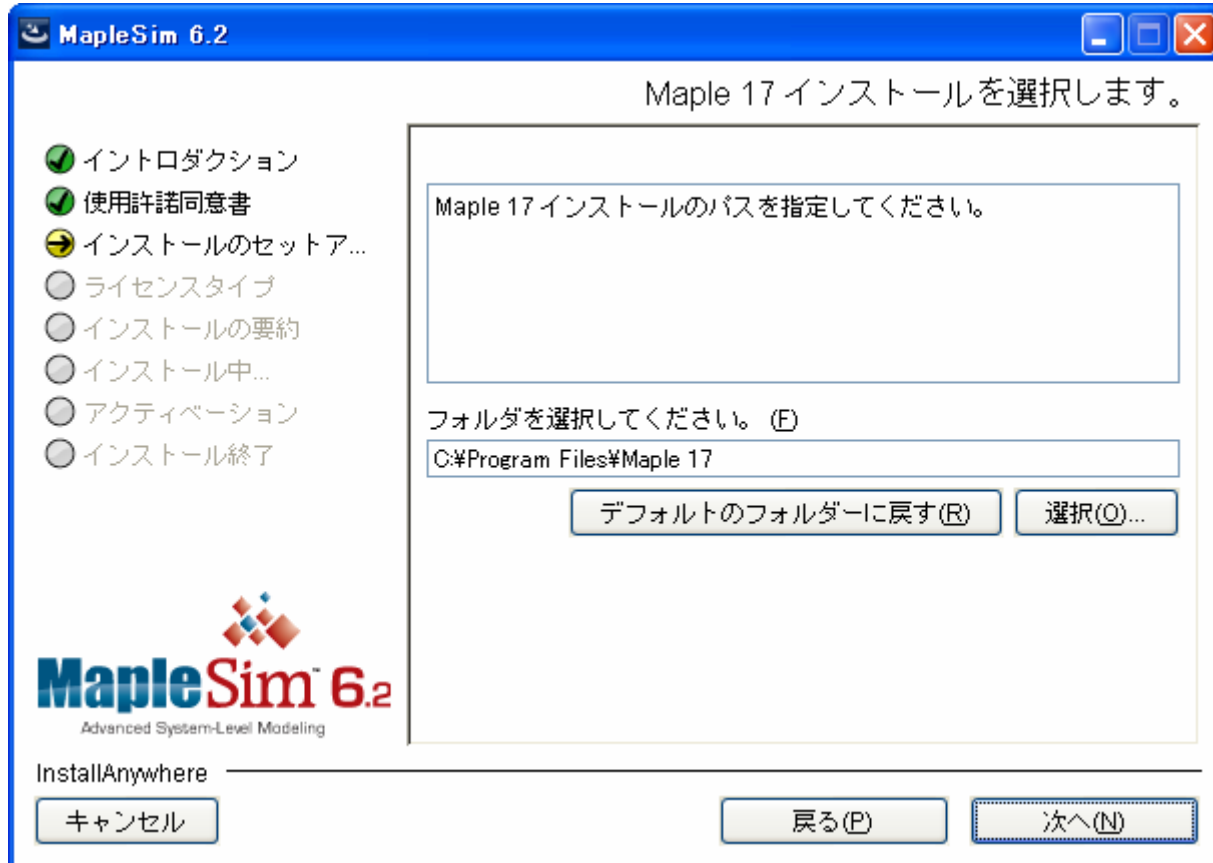 MapleSim 6.2
Maple 17 インストールを選択します。
イントロダクション
使用許諾同意書
インストールのセットア...
ライセンスタイプ
インストールの要約
インストール中...
アクティベーション
インストール終了
Maple 17 インストールのパスを指定してください。
フォルダを選択してください。 (F)
C:¥Program Files¥Maple 17
デフォルトのフォルダーに戻す(R)
選択(O)...
MapleSim™ 6.2
Advanced System-Level Modeling
InstallAnywhere
キャンセル
戻る(P)
次へ(N)